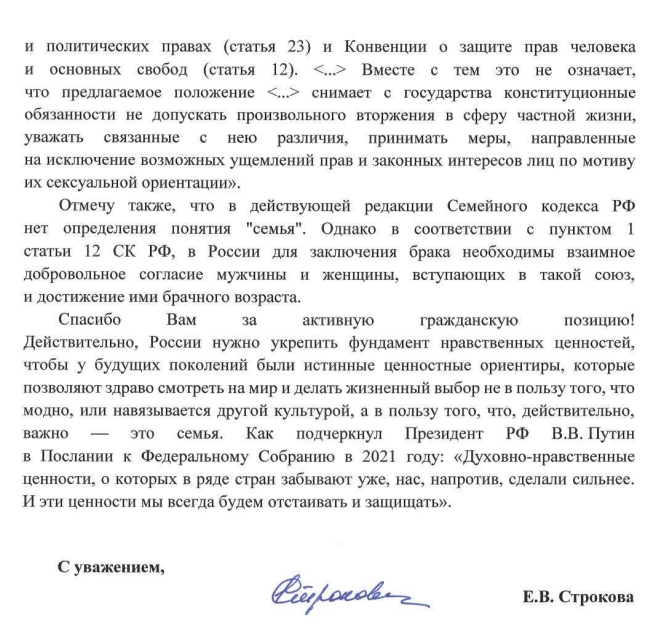 и политических правах (статья 23) и Конвенции о защите прав человека
и основных свобод (статья 12). <...> Вместе с тем это не означает,
что предлагаемое положение <...> снимает с государства конституционные
обязанности не допускать произвольного вторжения в сферу частной жизни,
уважать связанные с нею различия, принимать меры, направленные
на исключение возможных ущемлений прав и законных интересов лиц по мотиву
их сексуальной ориентации».
Отмечу также, что в действующей редакции Семейного кодекса РФ
нет определения понятия "семья". Однако в соответствии с пунктом 1
статьи 12 СК РФ, в России для заключения брака необходимы взаимное
добровольное согласие мужчины и женщины, вступающих в такой союз,
и достижение ими брачного возраста.
Спасибо Вам за активную гражданскую позицию!
Действительно, России нужно укрепить фундамент нравственных ценностей,
чтобы у будущих поколений были истинные ценностные ориентиры, которые
позволяют здраво смотреть на мир и делать жизненный выбор не в пользу того, что
модно, или навязывается другой культурой, а в пользу того, что, действительно,
важно — это семья. Как подчеркнул Президент РФ В.В. Путин
в Послании к Федеральному Собранию в 2021 году: «Духовно-нравственные
ценности, о которых в ряде стран забывают уже, нас, напротив, сделали сильнее.
И эти ценности мы всегда будем отстаивать и защищать».
С уважением,
Е.В. Строкова